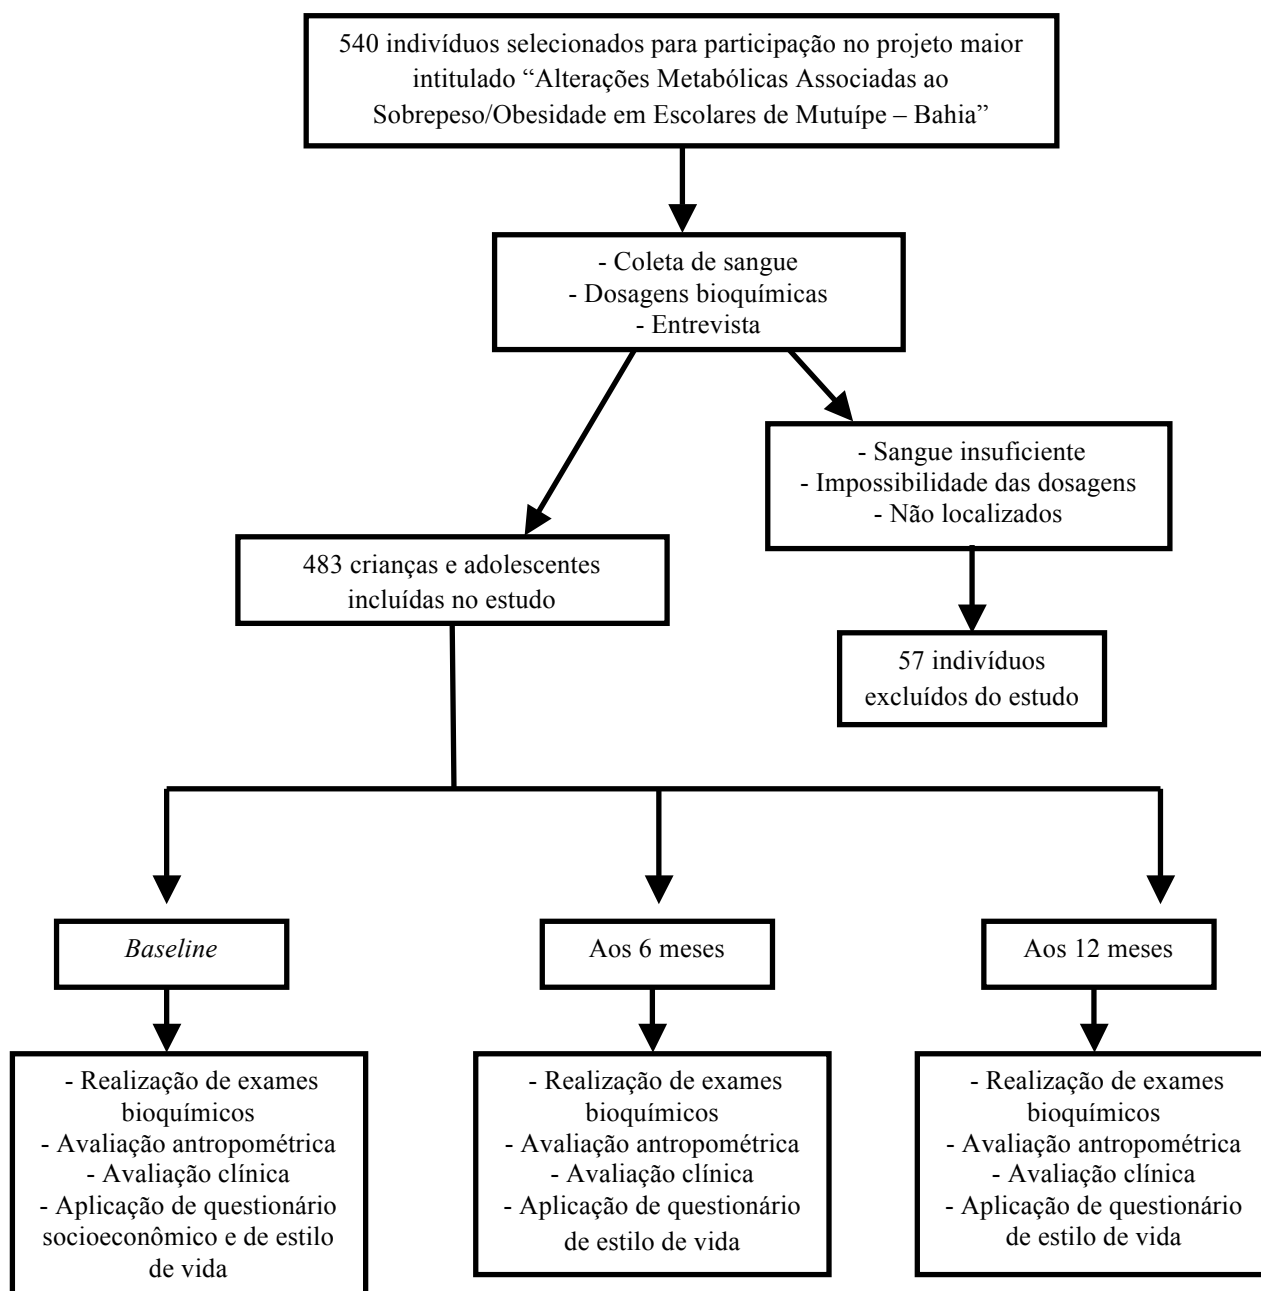 540 indivíduos selecionados para participação no projeto maior
intitulado “Alterações Metabólicas Associadas ao
Sobrepeso/Obesidade em Escolares de Mutuípe – Bahia”
- Coleta de sangue
- Dosagens bioquímicas
- Entrevista
- Sangue insuficiente
- Impossibilidade das dosagens
- Não localizados
483 crianças e adolescentes
incluídas no estudo
57 indivíduos
excluídos do estudo
Baseline
Aos 6 meses
Aos 12 meses
- Realização de exames
bioquímicos
- Avaliação antropométrica
- Avaliação clínica
- Aplicação de questionário
socioeconômico e de estilo
de vida
- Realização de exames
bioquímicos
- Avaliação antropométrica
- Avaliação clínica
- Aplicação de questionário
de estilo de vida
- Realização de exames
bioquímicos
- Avaliação antropométrica
- Avaliação clínica
- Aplicação de questionário
de estilo de vida